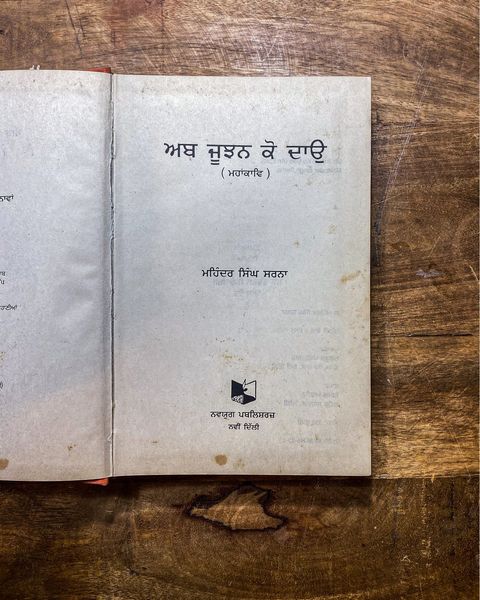 ਅਬ ਜੂਝਨ ਕੋ ਦਾਉ
( ਮਹਾਂਕਾਵਿ )
ਮਹਿੰਦਰ ਸਿੰਘ ਸਰਨਾ
ਨਵਯੁਗ ਪਬਲਿਸ਼ਰਜ਼
ਨਵੀਂ ਦਿੱਲੀ